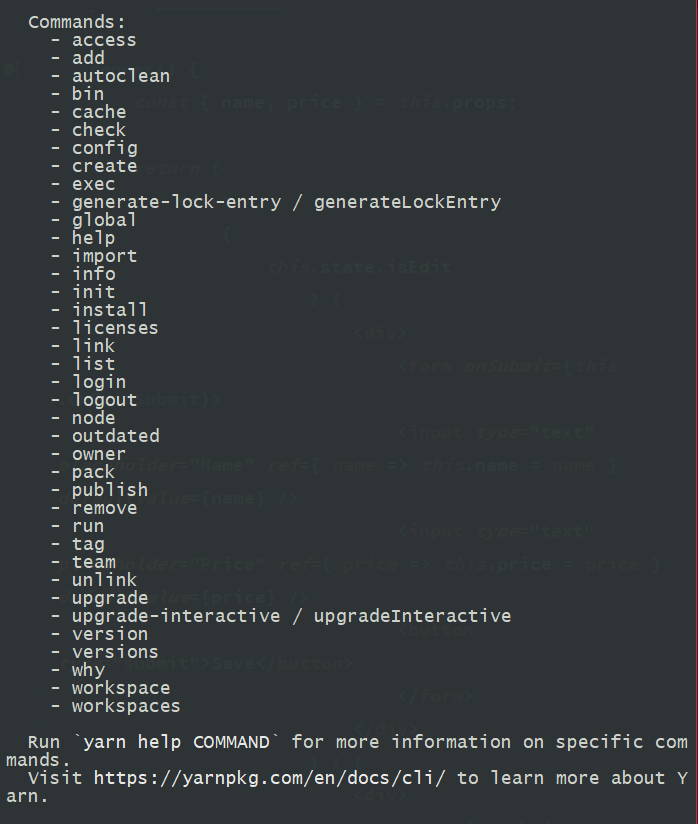 Commands:
- access
- add
- autoclean
- bin
- cache
- check
- config
- create
- exec
- generate-lock-entry / generateLockEntry
- global
- help
- import
- info
- init
- install
- licenses
- link
- list
- login
- logout
- node
- outdated
- owner
- pack
- publish
- remove
- run
- tag
- team
- unlink
- upgrade
- upgrade-interactive / upgradeInteractive
- version
- versions
- why
- workspace
- workspaces
Run `yarn help COMMAND` for more information on specific com
mands.
Visit https://yarnpkg.com/en/docs/cli/ to learn more about Y
arn.